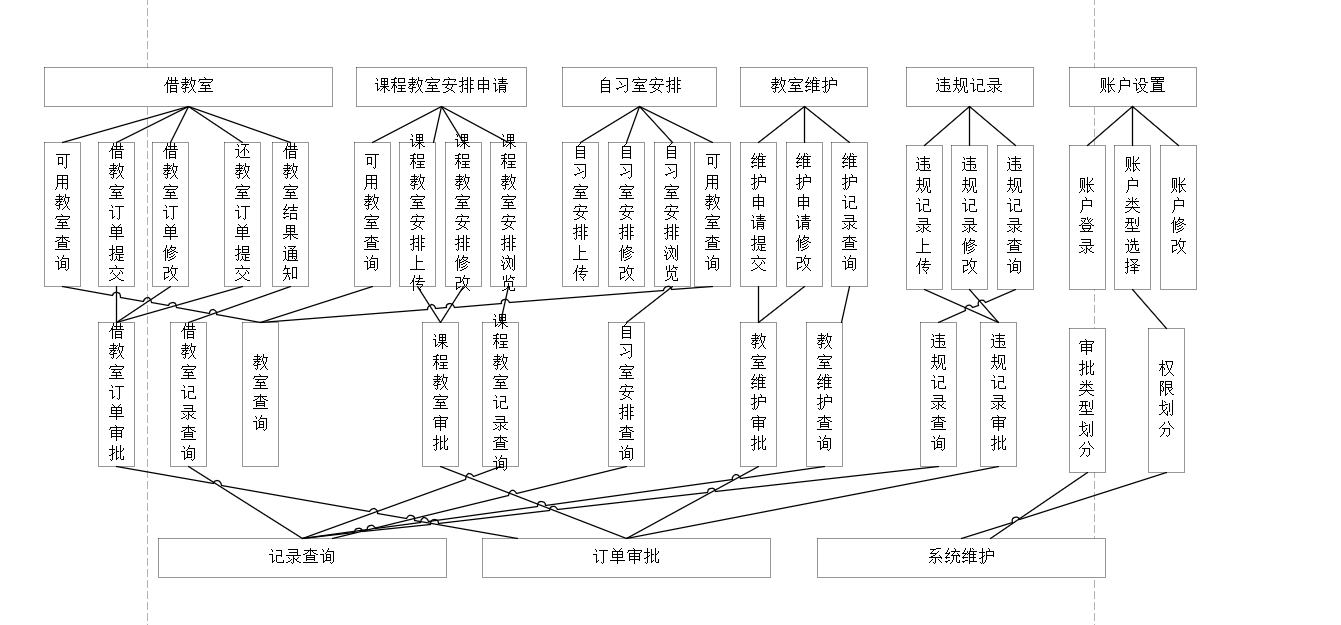 借教室
课程教室安排申请
自习室安排
教室维护
违规记录
账户设置
可用教室查询
借教室订单提交
借教室订单修改
还教室订单提交
借教室结果通知
可用教室查询
课程教室安排上传
课程教室安排修改
课程教室安排浏览
自习室安排上传
自习室安排修改
自习室安排浏览
可用教室查询
维护申请提交
维护申请修改
维护记录查询
违规记录上传
违规记录修改
违规记录查询
账户登录
账户类型选择
账户修改
借教室订单审批
借教室记录查询
教室查询
课程教室审批
课程教室记录查询
自习室安排查询
教室维护审批
教室维护查询
违规记录查询
违规记录审批
审批类型划分
权限划分
记录查询
订单审批
系统维护